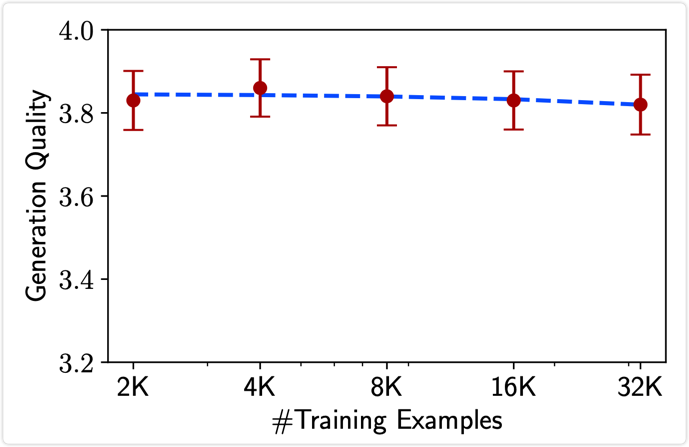 4.0
3.8
3.6
3.4
3.2
Generation Quality
2K 4K 8K 16K 32K
#Training Examples